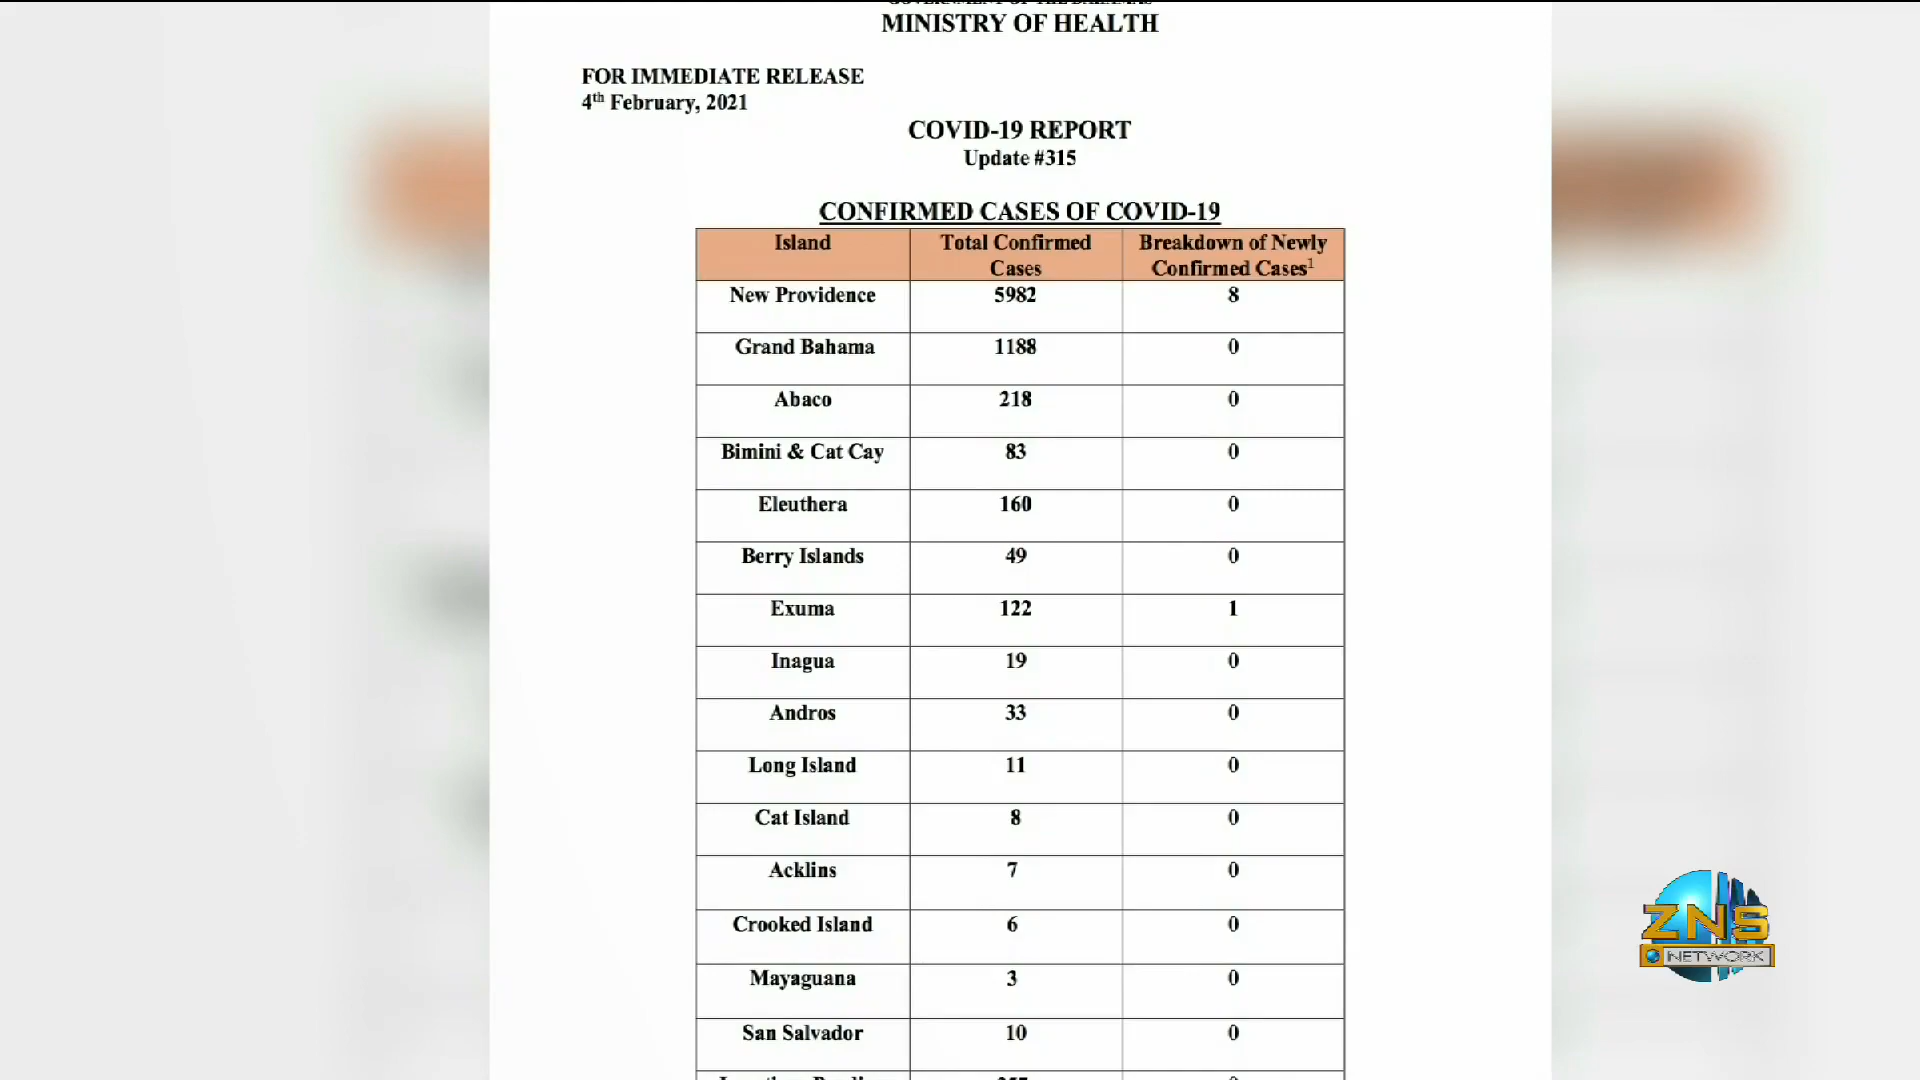 MINISTRY OF HEALTH
FOR IMMEDIATE RELEASE
4th February, 2021
COVID-19 REPORT
Update #315
CONFIRMED CASES OF COVID-19
Island Total Confirmed Cases Breakdown of Newly Confirmed Cases1
New Providence 5982 8
Grand Bahama 1188 0
Abaco 218 0
Bimini & Cat Cay 83 0
Eleuthera 160 0
Berry Islands 49 0
Exuma 122 1
Inagua 19 0
Andros 33 0
Long Island 11 0
Cat Island 8 0
Acklins 7 0
Crooked Island 6 0
Mayaguana 3 0
San Salvador 10 0
ZNS
NETWORK